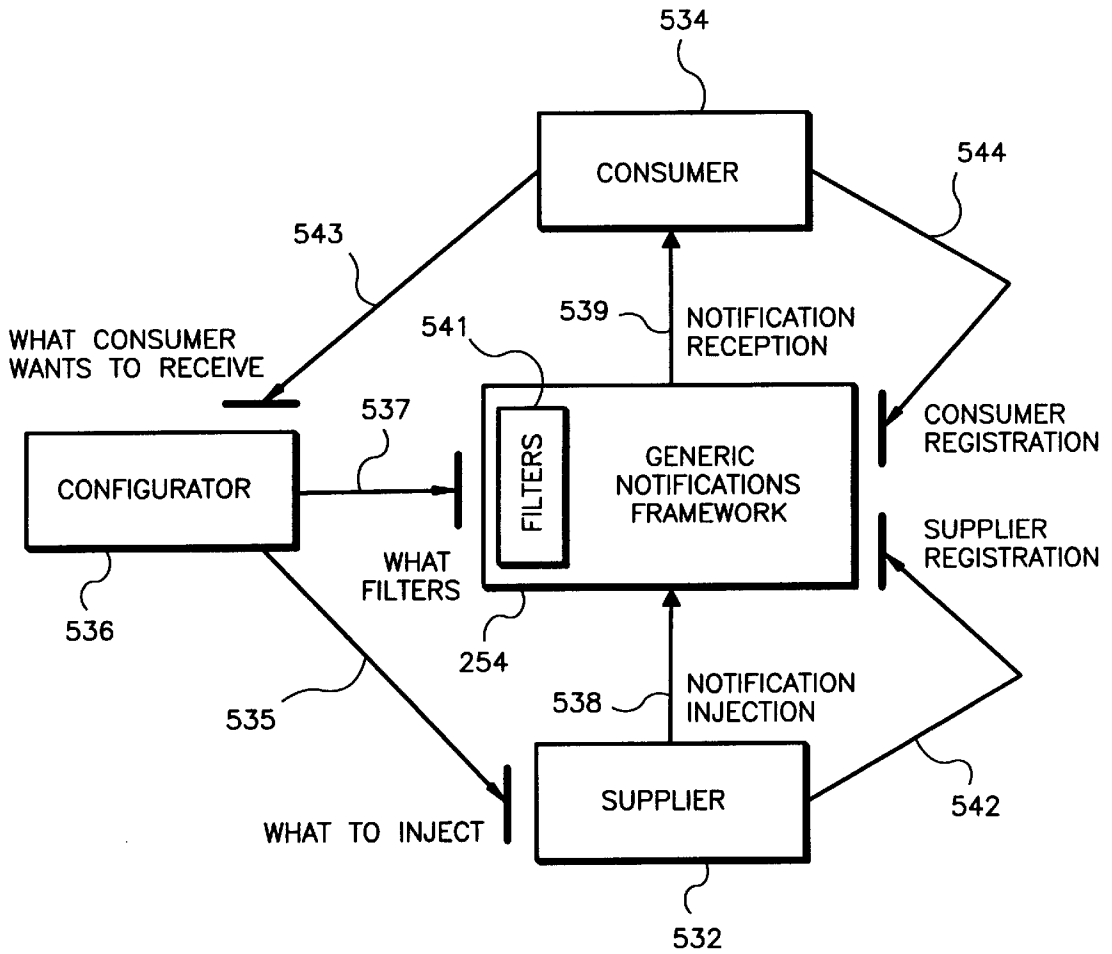 534
CONSUMER
544
543
539
NOTIFICATION
RECEPTION
541
WHAT CONSUMER
WANTS TO RECEIVE
537
CONSUMER
REGISTRATION
CONFIGURATOR
FILTERS
GENERIC
NOTIFICATIONS
FRAMEWORK
SUPPLIER
REGISTRATION
WHAT
FILTERS
536
254
535
538
NOTIFICATION
INJECTION
SUPPLIER
542
WHAT TO INJECT
532